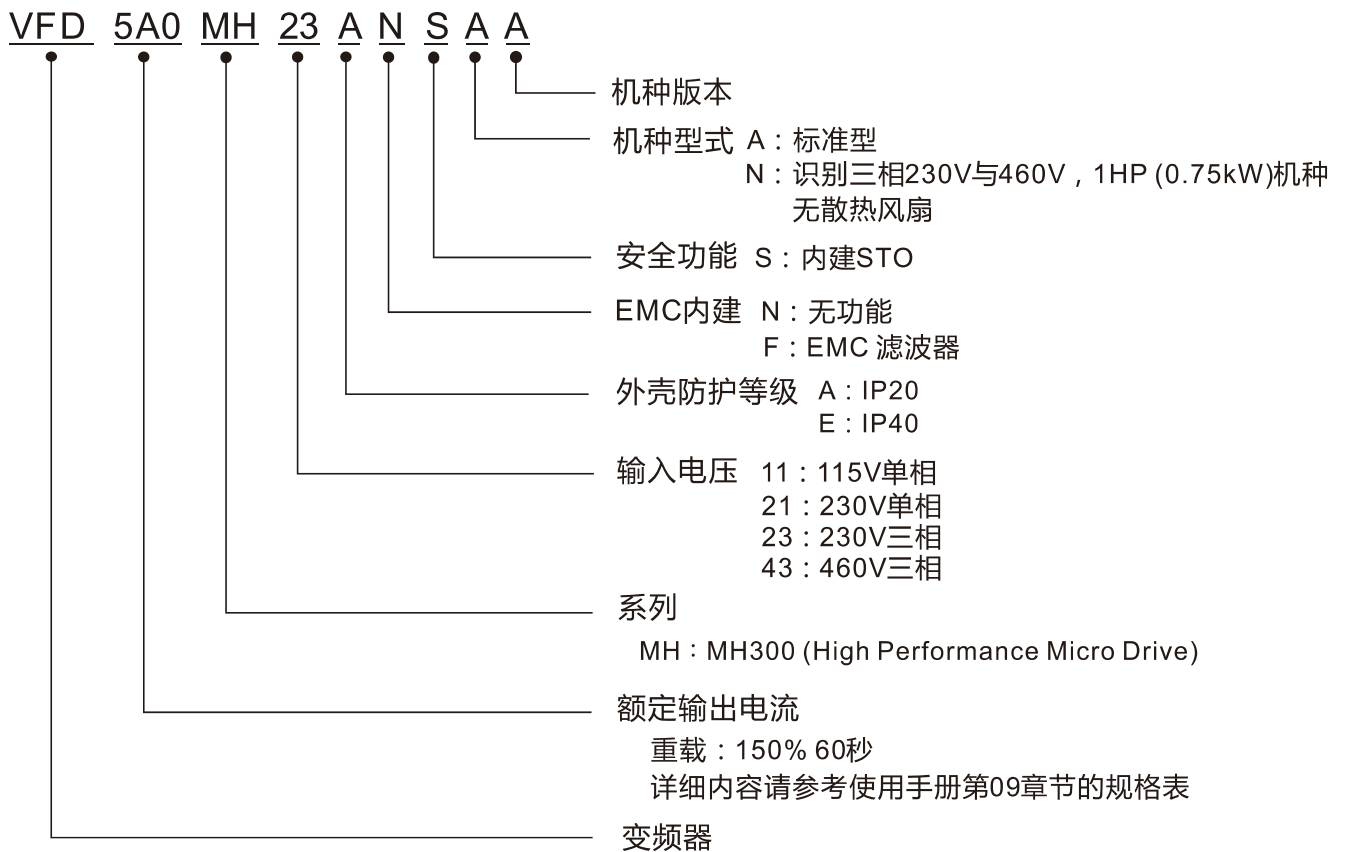 VFD 5A0 MH 23 A N S A A
机种版本
机种型式 A：标准型
N：识别三相230V与460V，1HP (0.75kW)机种
无散热风扇
安全功能 S：内建STO
EMC内建 N：无功能
F：EMC 滤波器
外壳防护等级 A：IP20
E：IP40
输入电压 11：115V单相
21：230V单相
23：230V三相
43：460V三相
系列
MH：MH300 (High Performance Micro Drive)
额定输出电流
重载：150% 60秒
详细内容请参考使用手册第09章节的规格表
变频器